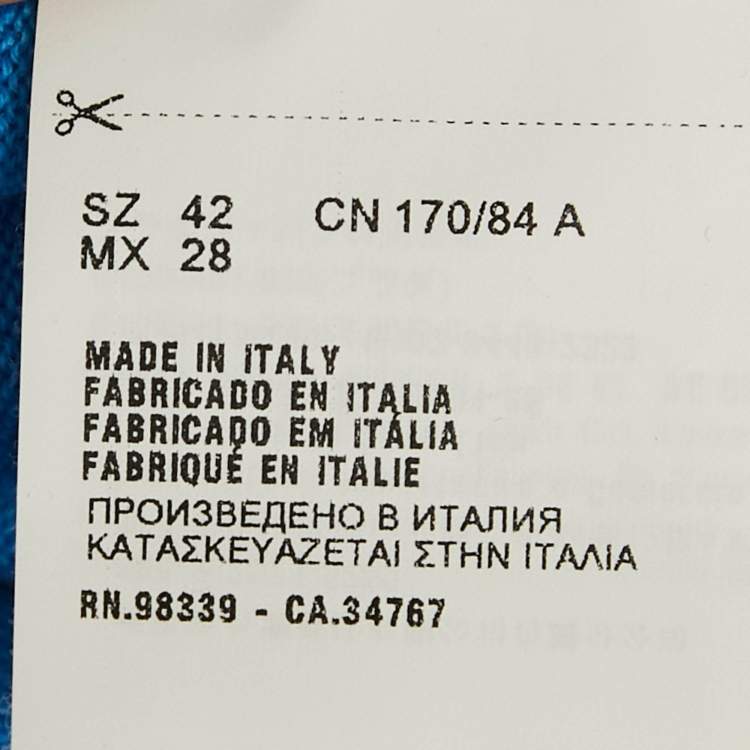 SZ 42 CN 170/84 A
MX 28
MADE IN ITALY
FABRICADO EN ITALIA
FABRICADO EM ITÁLIA
FABRIQUÉ EN ITALIE
ПРОИЗВЕДЕНО В ИТАЛИЯ
ΚΑΤΑΣΚΕΥΑΖΕΤΑΙ ΣΤΗΝ ΙΤΑΛΙΑ
RN.98339 - CA.34767